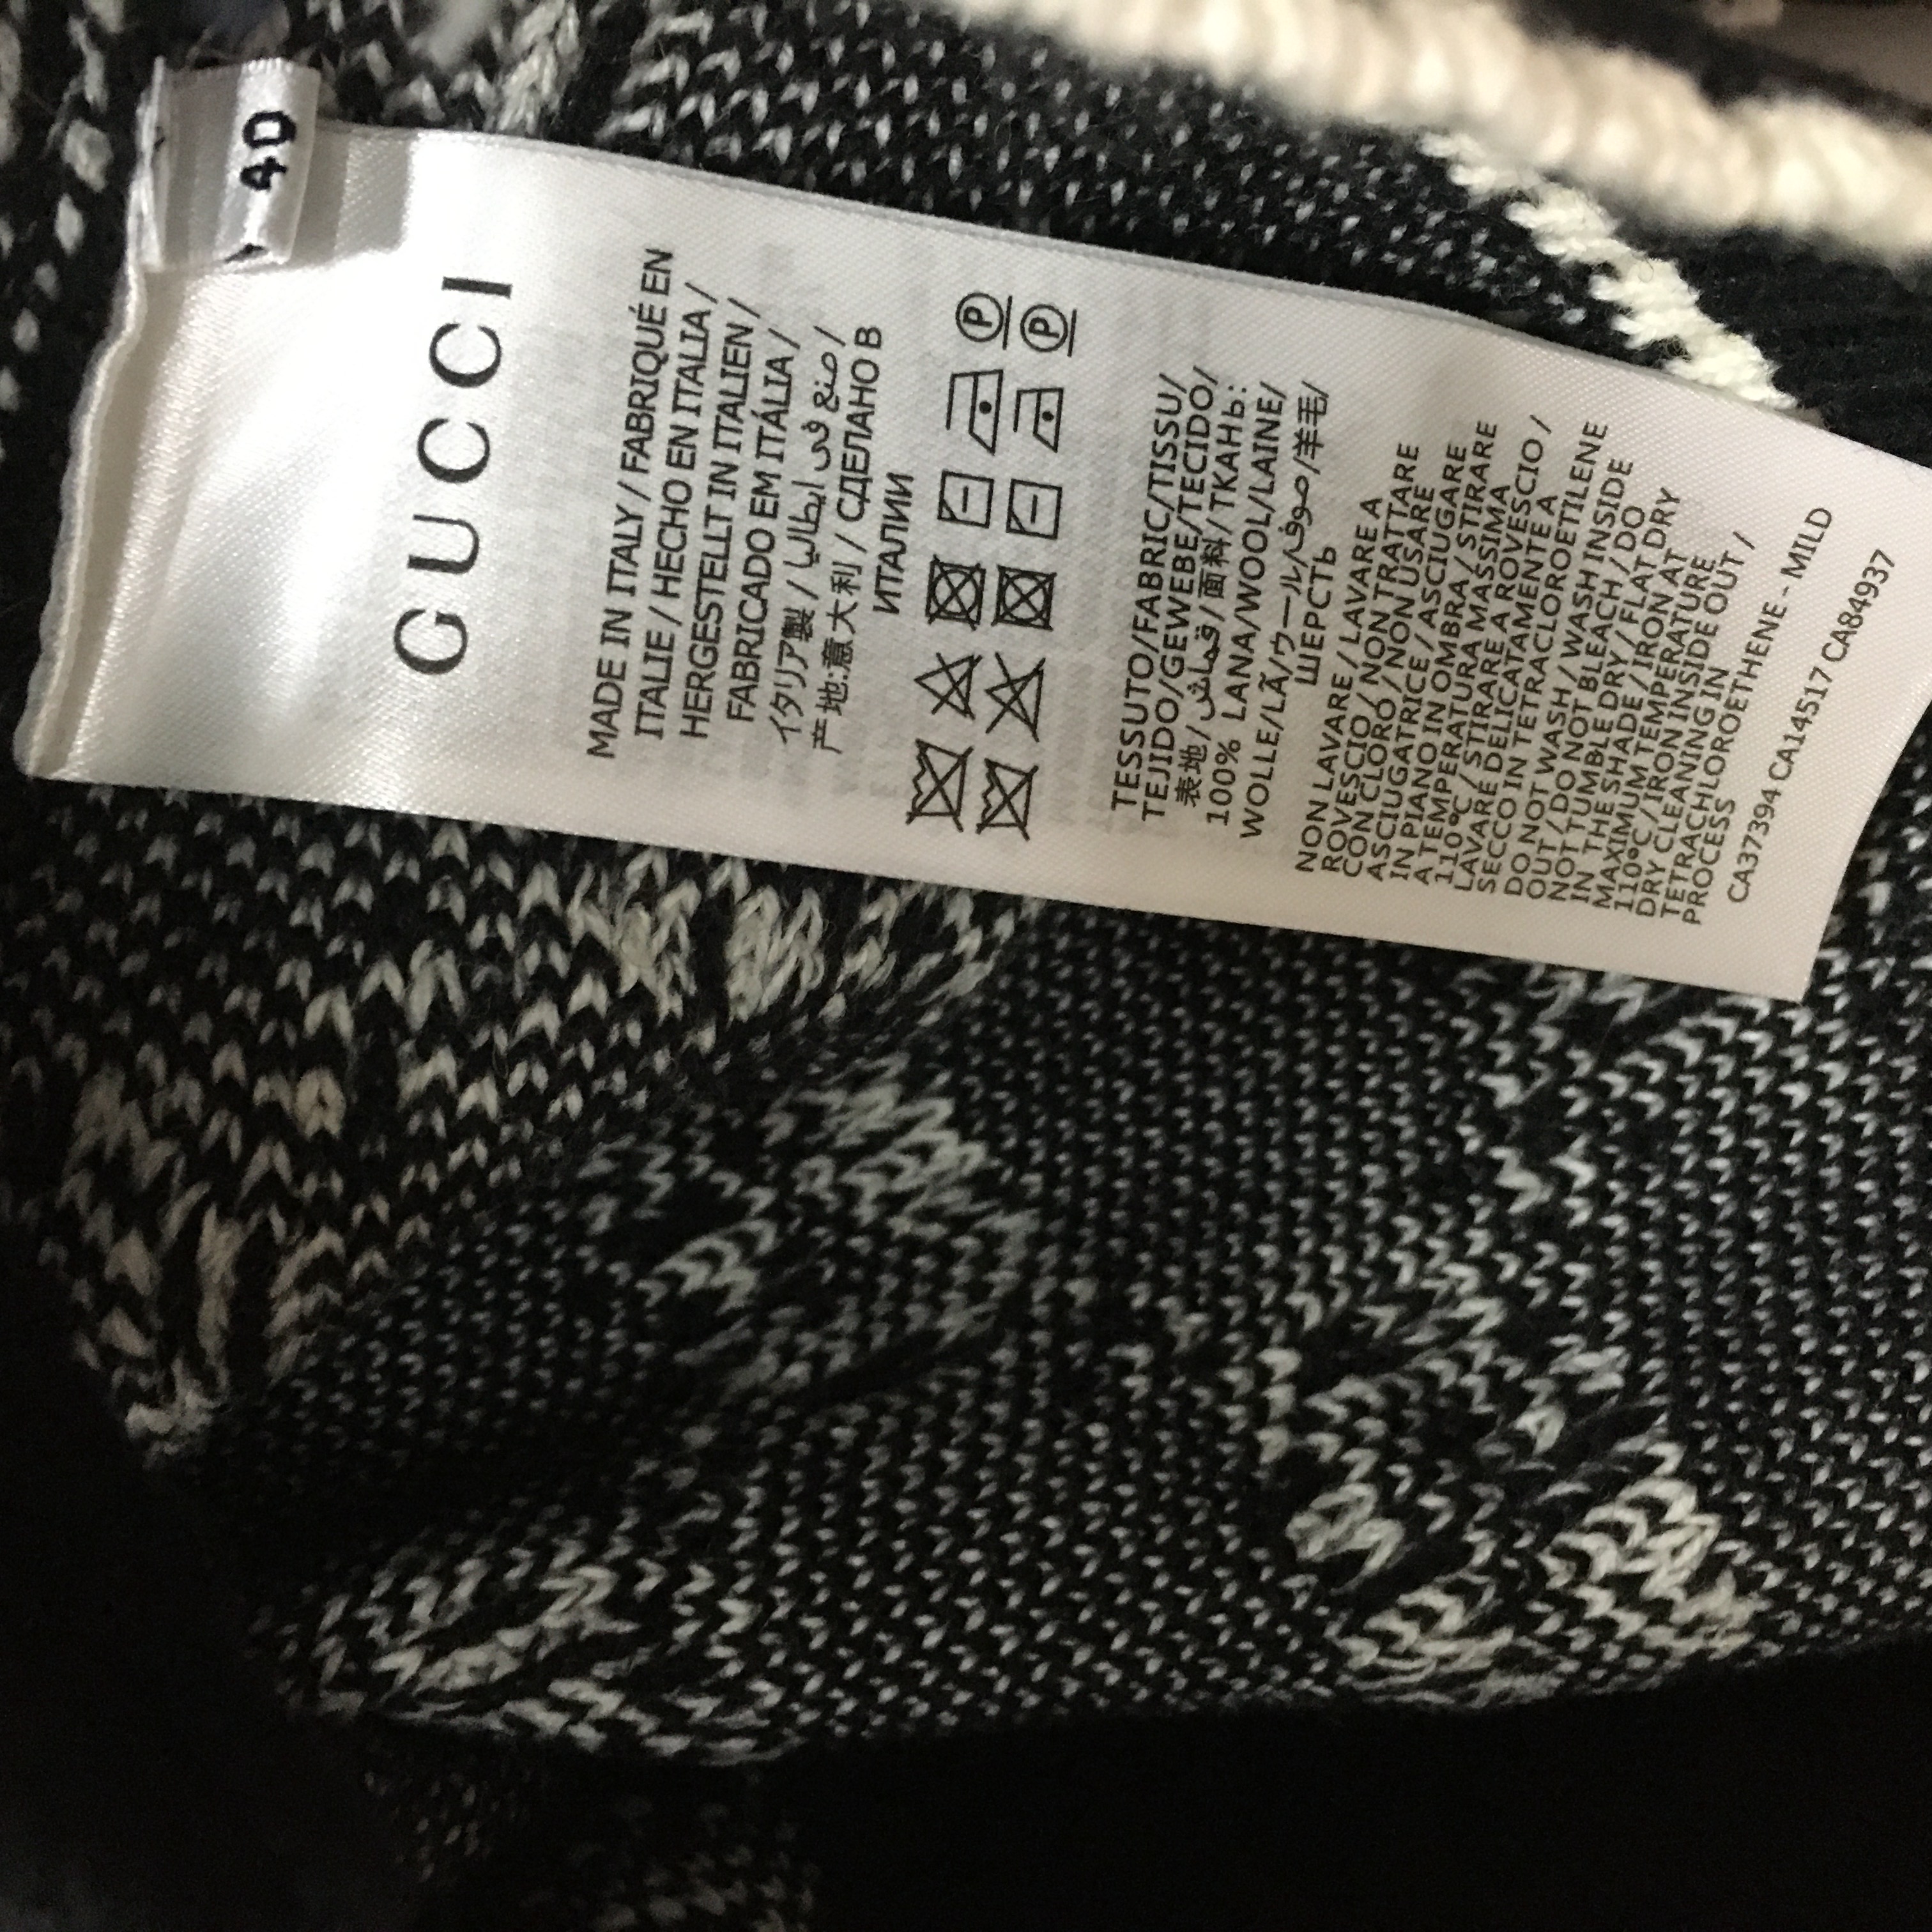 40
GUCCI
MADE IN ITALY / FABRIQUÉ EN
ITALIE / HECHO EN ITALIA /
HERGESTELLT IN ITALIEN /
FABRICADO EM ITÁLIA /
イタリア製 / صنع في ايطاليا /
产地:意大利 / СДЕЛАНО В
ИТАЛИИ
P
P
TESSUTO/FABRIC/TISSU/
TEJIDO/GEWEBE/TECIDO/
表地/قماش/面料/ТКАНЬ:
100% LANA/WOOL/LAINE/
WOLLE/LÃ/ウール/صوف/羊毛/
ШЕРСТЬ
NON LAVARE / LAVARE A
ROVESCIO / NON TRATTARE
CON CLORO / NON USARE
ASCIUGATRICE / ASCIUGARE
IN PIANO IN OMBRA / STIRARE
A TEMPERATURA MASSIMA
110°C / STIRARE A ROVESCIO /
LAVARE DELICATAMENTE A
SECCO IN TETRACLOROETILENE
DO NOT WASH / WASH INSIDE
OUT / DO NOT BLEACH / DO
NOT TUMBLE DRY / FLAT DRY
IN THE SHADE / IRON AT
MAXIMUM TEMPERATURE
110°C / IRON INSIDE OUT /
DRY CLEANING IN
TETRACHLOROETHENE - MILD
PROCESS
CA37394 CA14517 CA84937